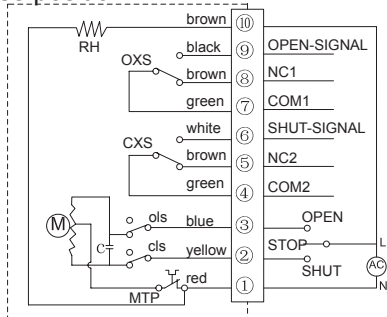 brown ⑩
RH
black ⑨ OPEN-SIGNAL
OXS
brown ⑧ NC1
green ⑦ COM1
white ⑥ SHUT-SIGNAL
CXS
brown ⑤ NC2
green ④ COM2
ols blue ③ OPEN
M
C
STOP L
cls yellow ② SHUT
AC
red ① N
MTP